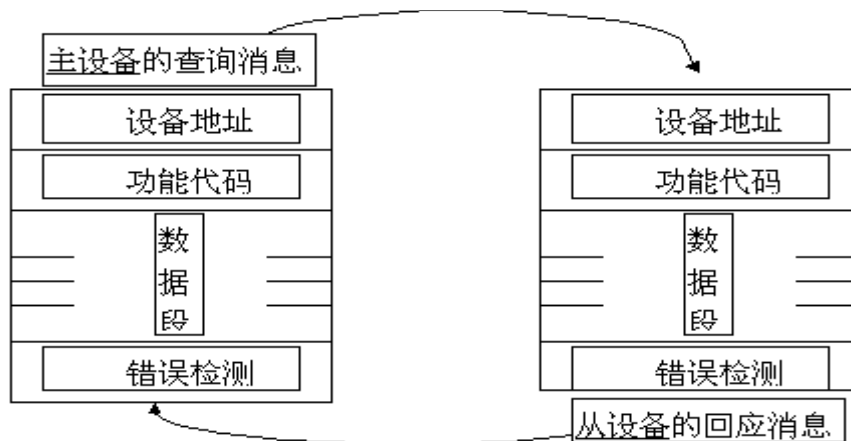 主设备的查询消息
设备地址
功能代码
数
据
段
错误检测
设备地址
功能代码
数
据
段
错误检测
从设备的回应消息